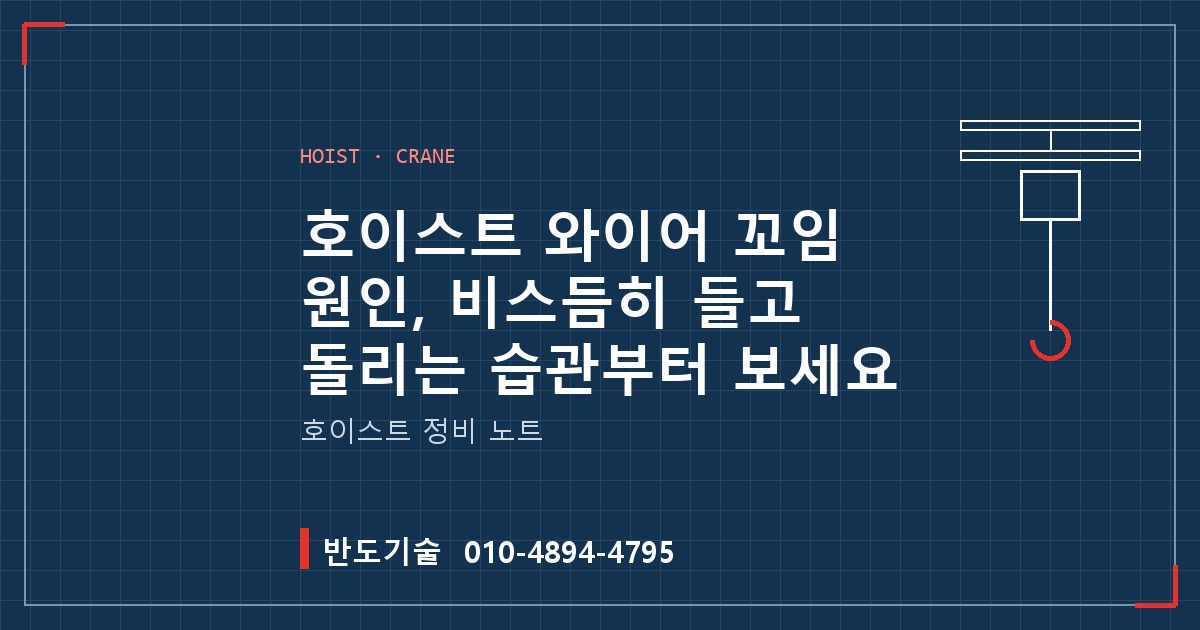 HOIST · CRANE
호이스트 와이어 꼬임
원인, 비스듬히 들고
돌리는 습관부터 보세요
호이스트 정비 노트
반도기술 010-4894-4795